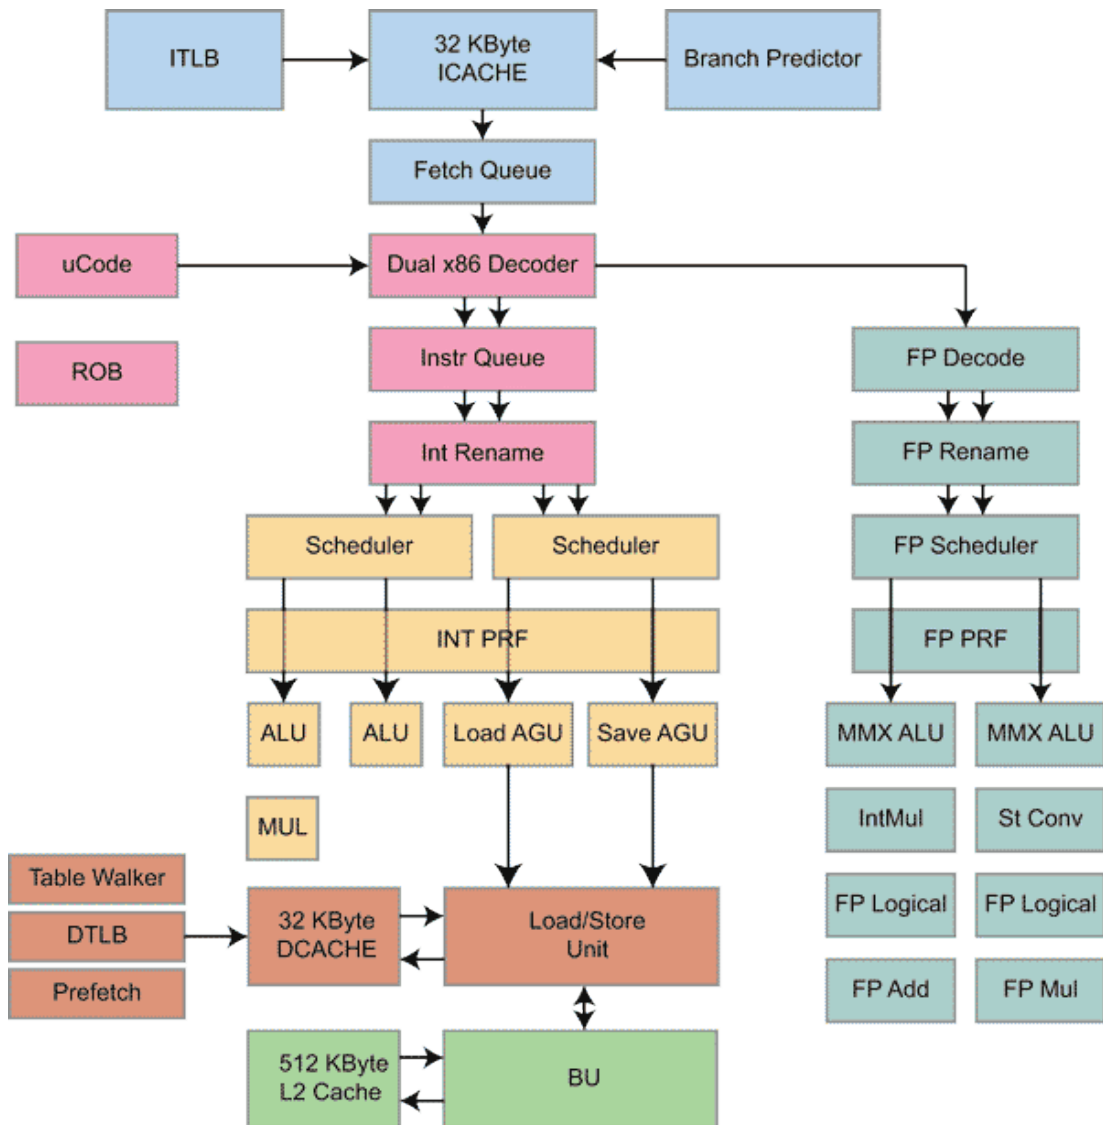 ITLB
32 KByte
ICACHE
Branch Predictor
Fetch Queue
uCode
Dual x86 Decoder
ROB
Instr Queue
FP Decode
Int Rename
FP Rename
Scheduler
Scheduler
FP Scheduler
INT PRF
FP PRF
ALU
ALU
Load AGU
Save AGU
MMX ALU
MMX ALU
MUL
IntMul
St Conv
Table Walker
DTLB
Prefetch
32 KByte
DCACHE
Load/Store
Unit
FP Logical
FP Logical
FP Add
FP Mul
512 KByte
L2 Cache
BU